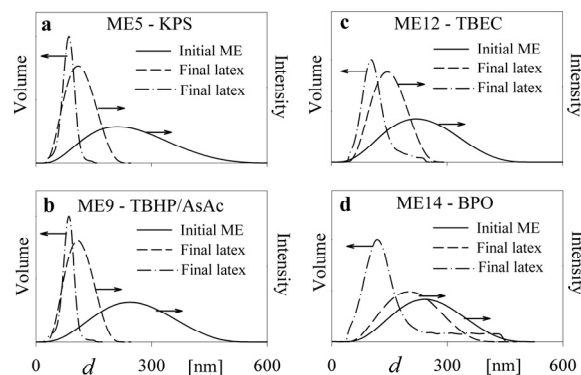 a ME5 - KPS
Volume
Intensity
Initial ME
Final latex
Final latex
c ME12 - TBEC
Volume
Intensity
Initial ME
Final latex
Final latex
b ME9 - TBHP/AsAc
Volume
Intensity
Initial ME
Final latex
Final latex
0 d 300 [nm] 600
d ME14 - BPO
Volume
Intensity
Initial ME
Final latex
Final latex
0 d 300 [nm] 600